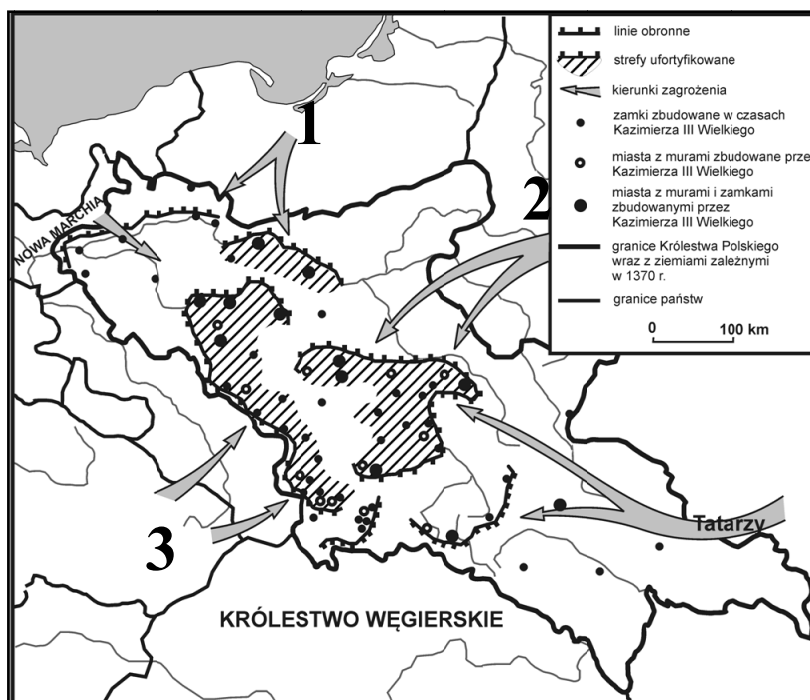 linie obronne
strefy ufortyfikowane
kierunki zagrożenia
zamki zbudowane w czasach
Kazimierza III Wielkiego
miasta z murami zbudowane prze
Kazimierza III Wielkiego
miasta z murami i zamkami
zbudowanymi przez
Kazimierza III Wielkiego
granice Królestwa Polskiego
wraz z ziemiami zależnymi
w 1370 r.
granice państw
0 100 km
1
2
NOWA MARCHIA
Tatarzy
3
KRÓLESTWO WĘGIERSKIE